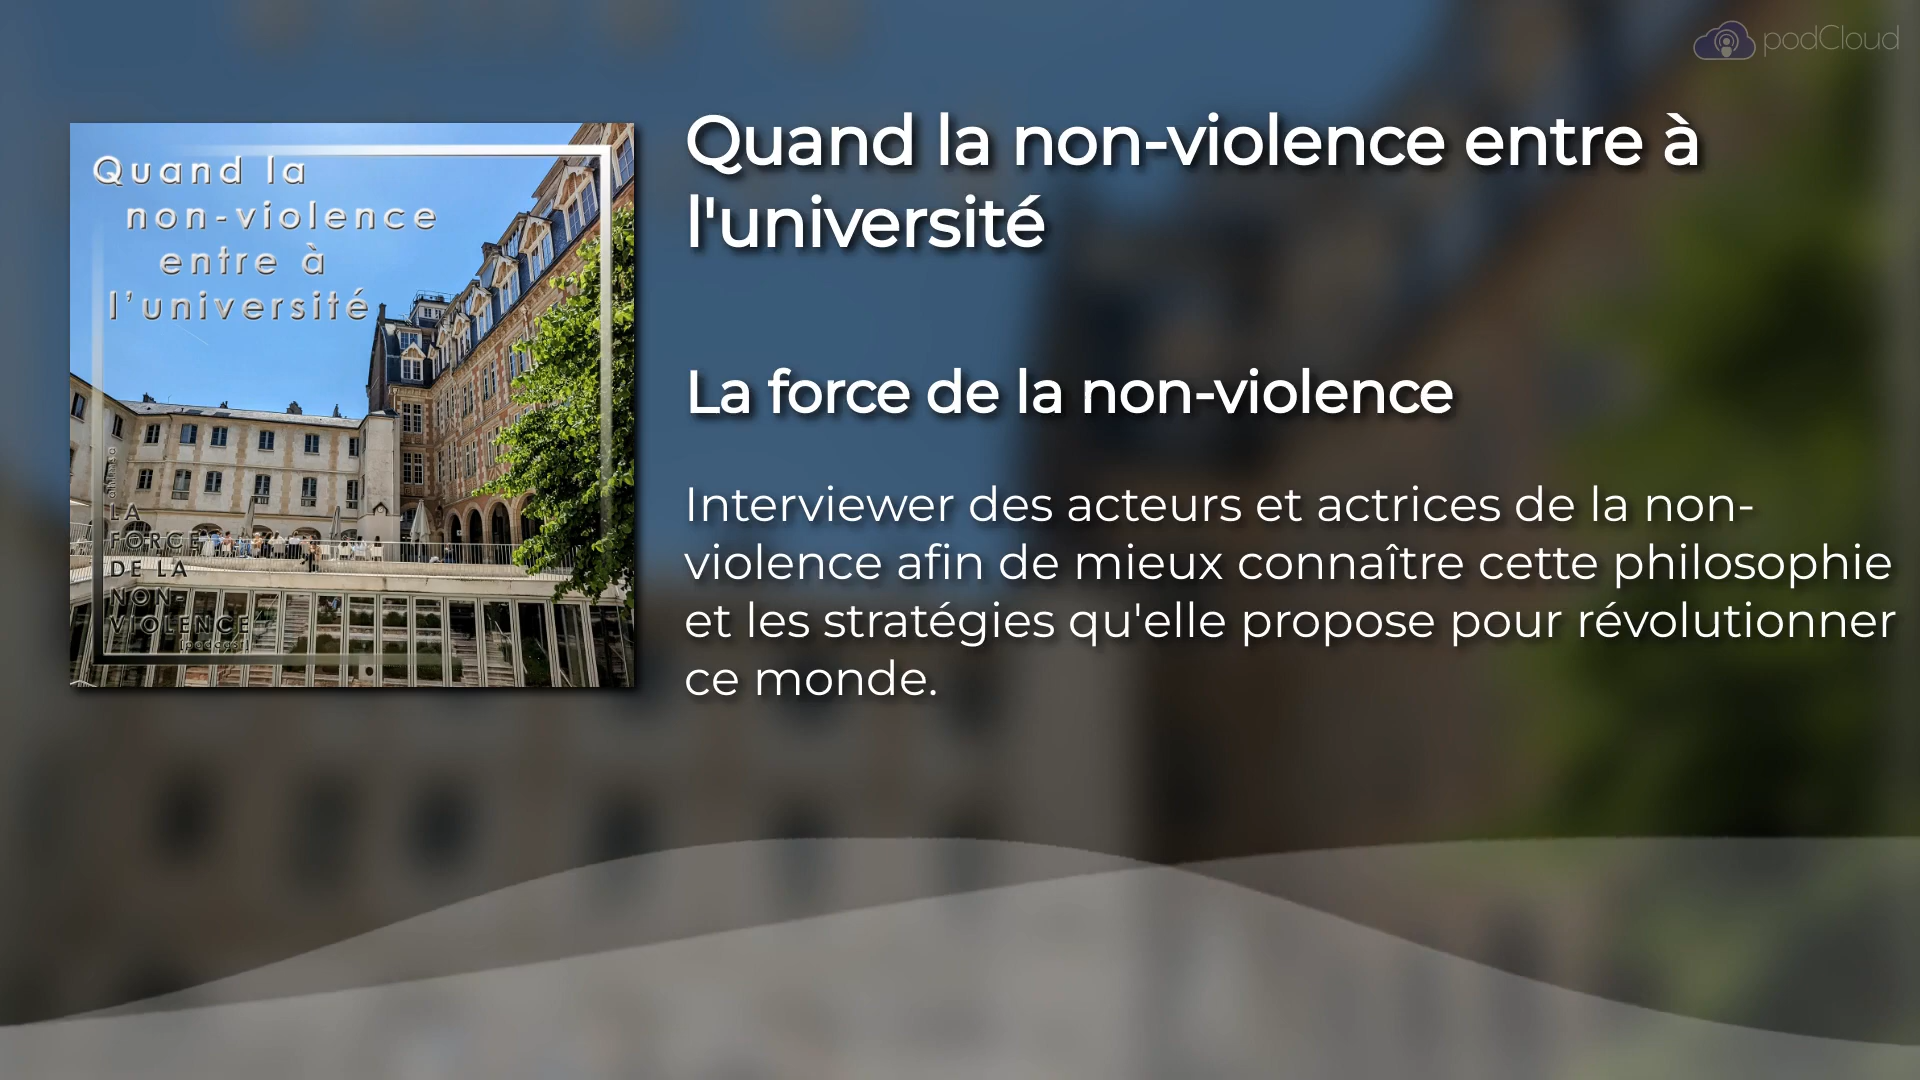 podCloud
Quand la
non-violence
entre à
l'université
LA
FORCE
DE LA
NON-
VIOLENCE
[podcast]
Quand la non-violence entre à
l'université
La force de la non-violence
Interviewer des acteurs et actrices de la non-
violence afin de mieux connaître cette philosophie
et les stratégies qu'elle propose pour révolutionner
ce monde.